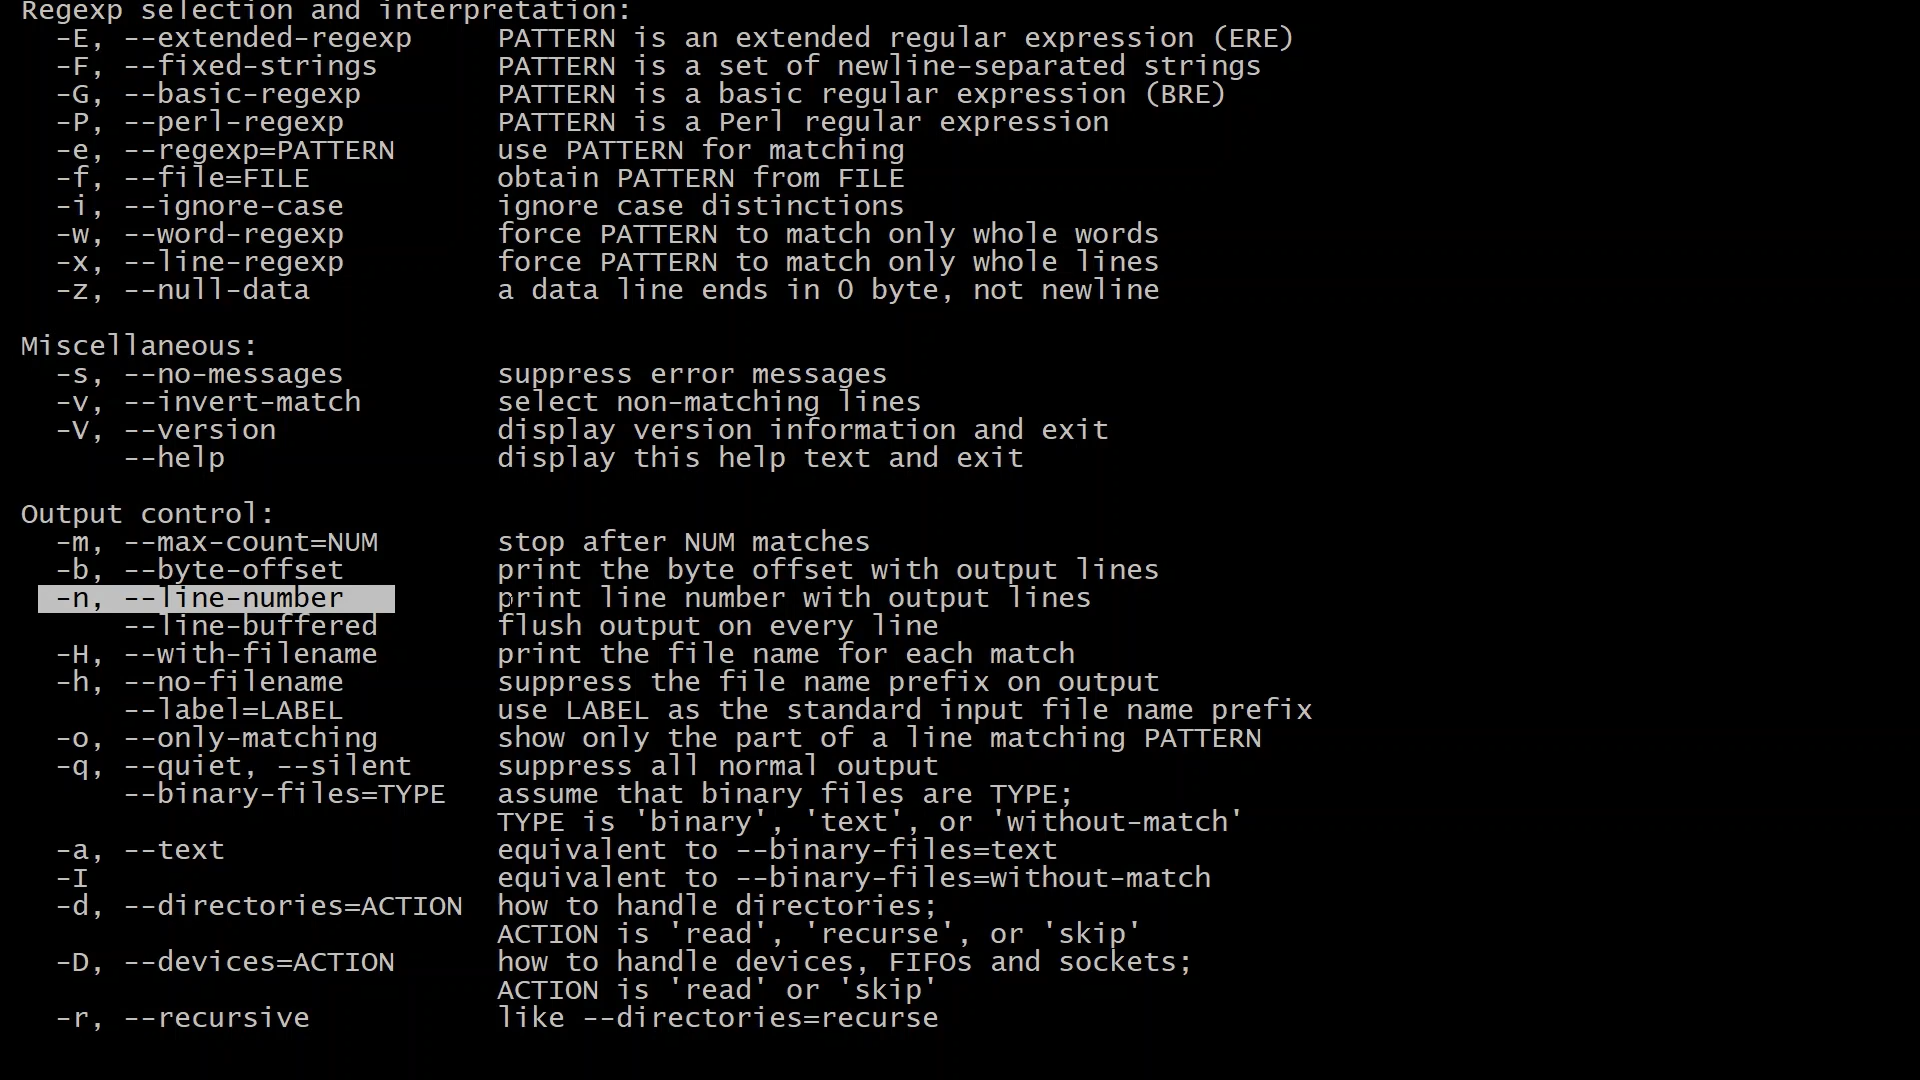 Regexp selection and interpretation:
-E, --extended-regexp PATTERN is an extended regular expression (ERE)
-F, --fixed-strings PATTERN is a set of newline-separated strings
-G, --basic-regexp PATTERN is a basic regular expression (BRE)
-P, --perl-regexp PATTERN is a Perl regular expression
-e, --regexp=PATTERN use PATTERN for matching
-f, --file=FILE obtain PATTERN from FILE
-i, --ignore-case ignore case distinctions
-w, --word-regexp force PATTERN to match only whole words
-x, --line-regexp force PATTERN to match only whole lines
-z, --null-data a data line ends in 0 byte, not newline
Miscellaneous:
-s, --no-messages suppress error messages
-v, --invert-match select non-matching lines
-V, --version display version information and exit
--help display this help text and exit
Output control:
-m, --max-count=NUM stop after NUM matches
-b, --byte-offset print the byte offset with output lines
-n, --line-number print line number with output lines
--line-buffered flush output on every line
-H, --with-filename print the file name for each match
-h, --no-filename suppress the file name prefix on output
--label=LABEL use LABEL as the standard input file name prefix
-o, --only-matching show only the part of a line matching PATTERN
-q, --quiet, --silent suppress all normal output
--binary-files=TYPE assume that binary files are TYPE;
TYPE is 'binary', 'text', or 'without-match'
-a, --text equivalent to --binary-files=text
-I equivalent to --binary-files=without-match
-d, --directories=ACTION how to handle directories;
ACTION is 'read', 'recurse', or 'skip'
-D, --devices=ACTION how to handle devices, FIFOs and sockets;
ACTION is 'read' or 'skip'
-r, --recursive like --directories=recurse